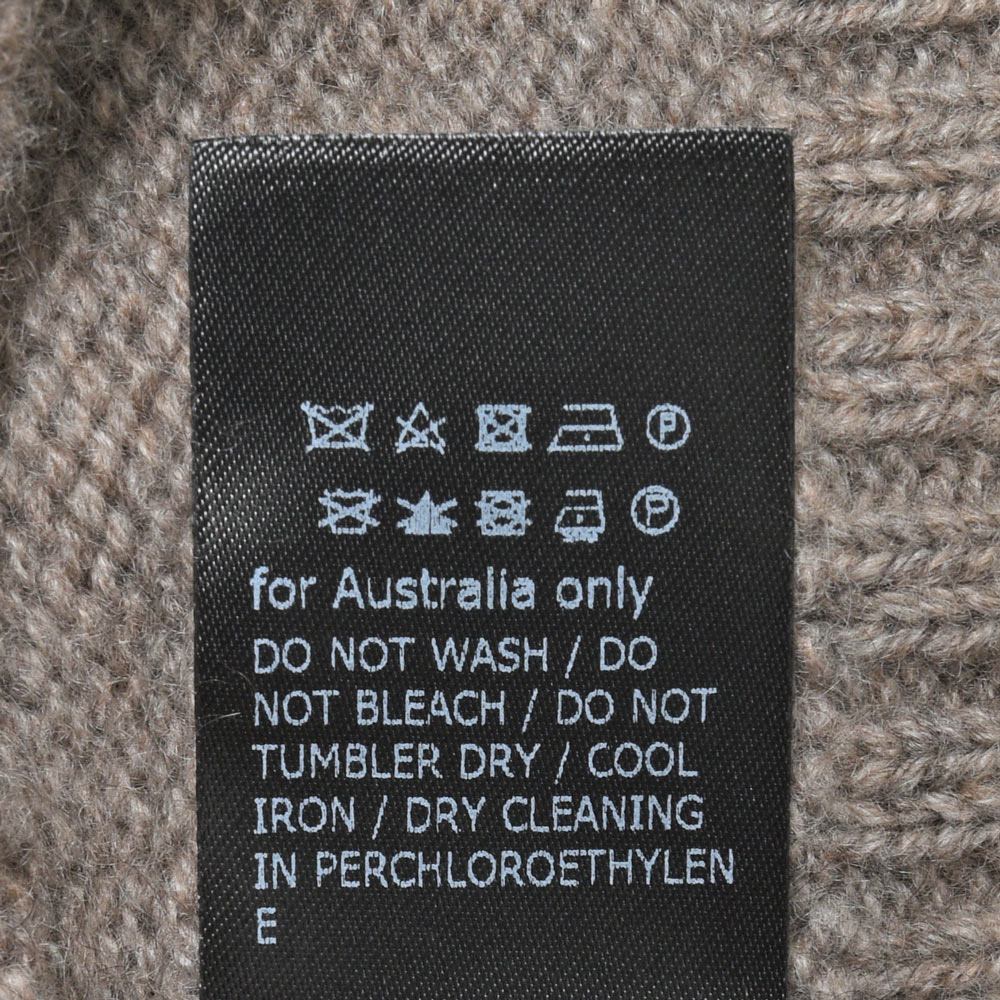 P
P
for Australia only
DO NOT WASH / DO
NOT BLEACH / DO NOT
TUMBLER DRY / COOL
IRON / DRY CLEANING
IN PERCHLOROETHYLEN
E